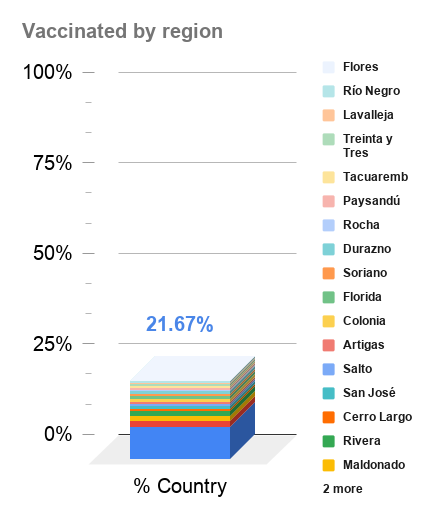 Vaccinated by region
100%
75%
50%
25%
0%
21.67%
% Country
Flores
Río Negro
Lavalleja
Treinta y
Tres
Tacuaremb
Paysandú
Rocha
Durazno
Soriano
Florida
Colonia
Artigas
Salto
San José
Cerro Largo
Rivera
Maldonado
2 more